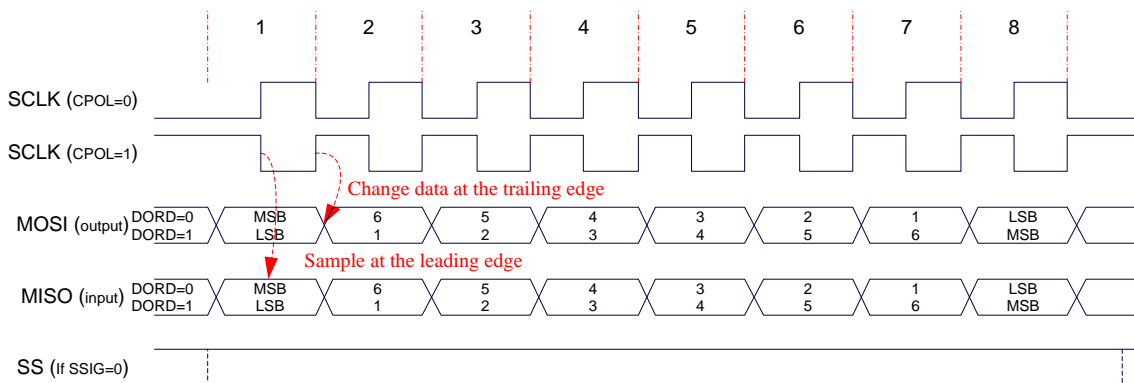 1 2 3 4 5 6 7 8
SCLK (CPOL=0)
SCLK (CPOL=1)
Change data at the trailing edge
MOSI (output) DORD=0 MSB 6 5 4 3 2 1 LSB
DORD=1 LSB 1 2 3 4 5 6 MSB
Sample at the leading edge
MISO (input) DORD=0 MSB 6 5 4 3 2 1 LSB
DORD=1 LSB 1 2 3 4 5 6 MSB
SS (If SSIG=0)